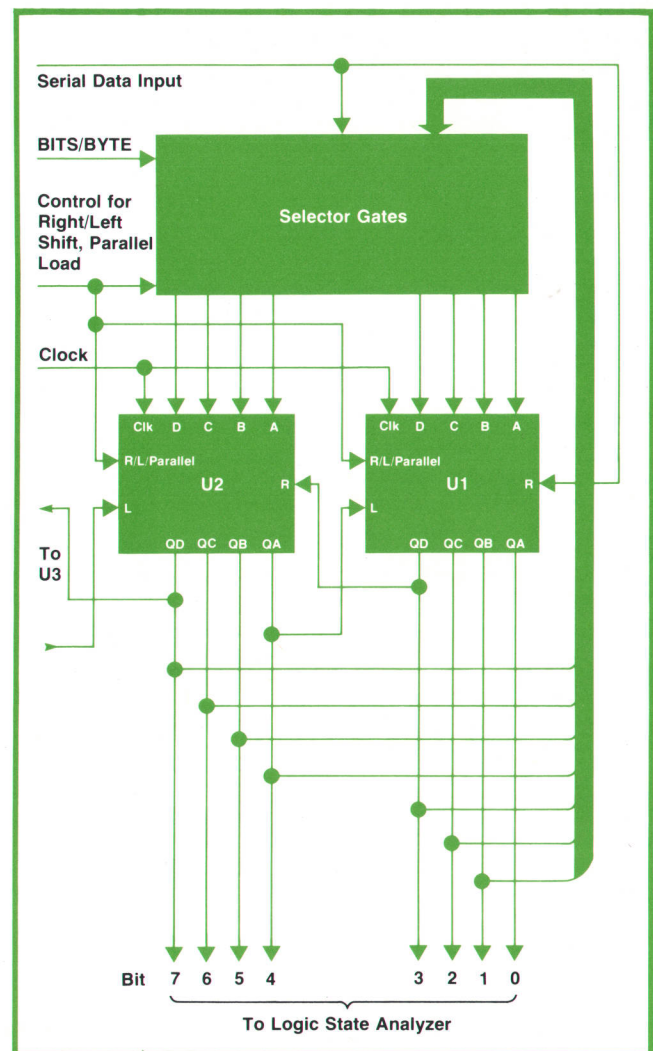 Serial Data Input
BITS/BYTE
Control for
Right/Left
Shift, Parallel
Load
Selector Gates
Clock
Clk D C B A
R/L/Parallel
U2
R
L
QD QC QB QA
Clk D C B A
R/L/Parallel
U1
R
L
QD QC QB QA
To
U3
Bit 7 6 5 4 3 2 1 0
To Logic State Analyzer